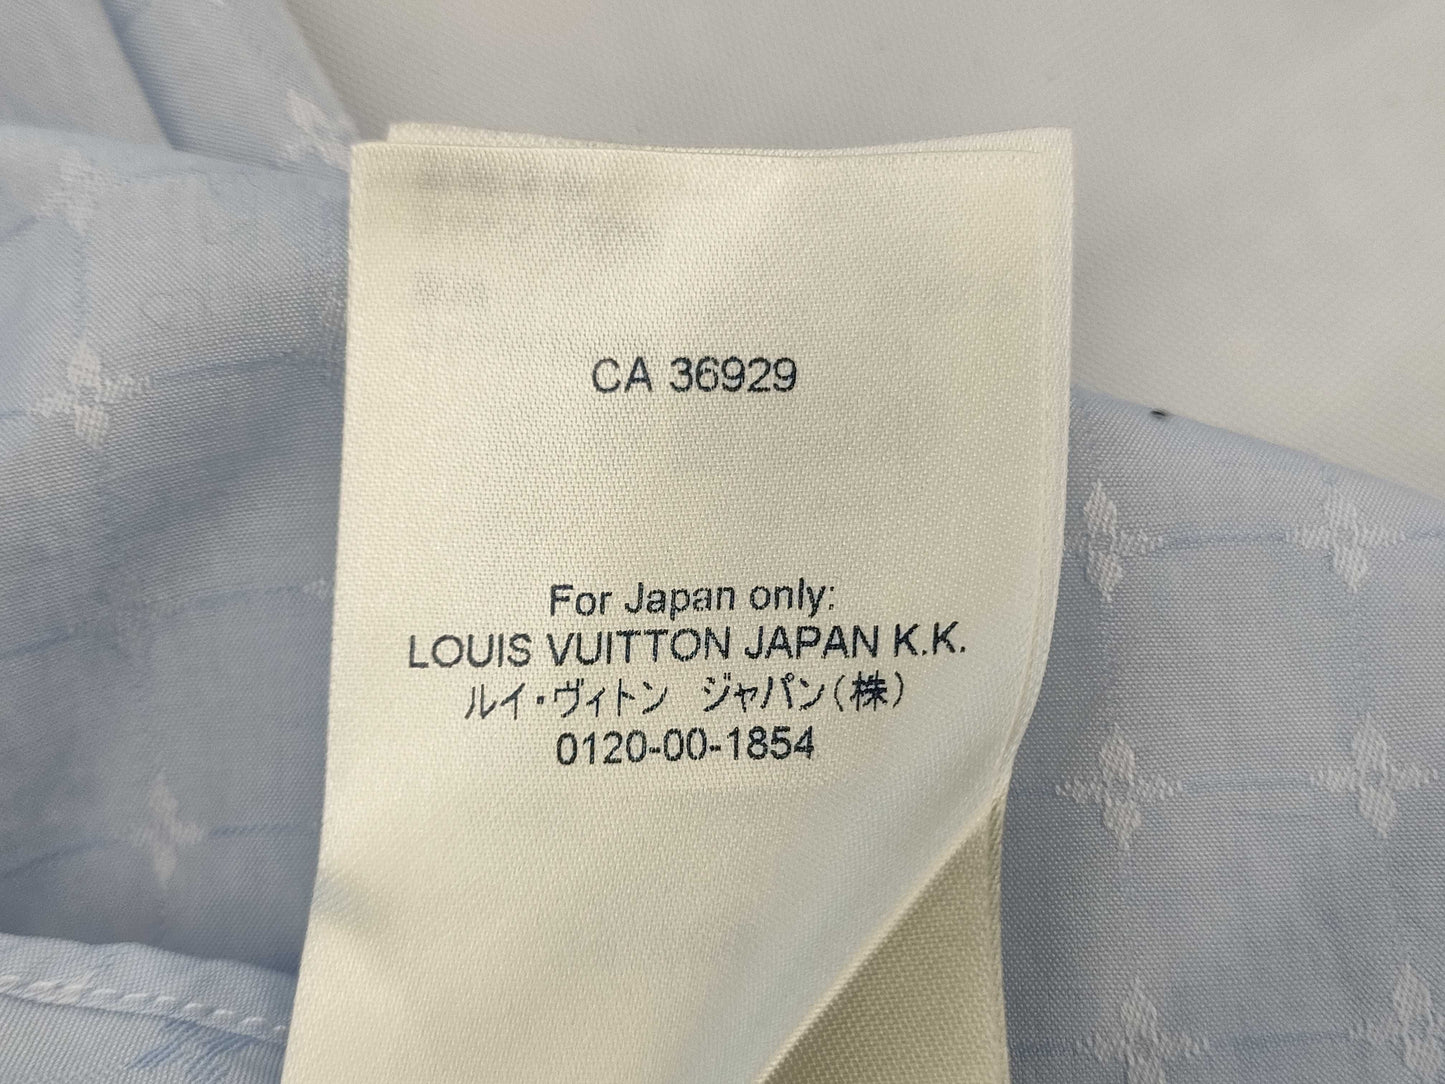 CA 36929
For Japan only:
LOUIS VUITTON JAPAN K.K.
ルイ・ヴィトン ジャパン(株)
0120-00-1854